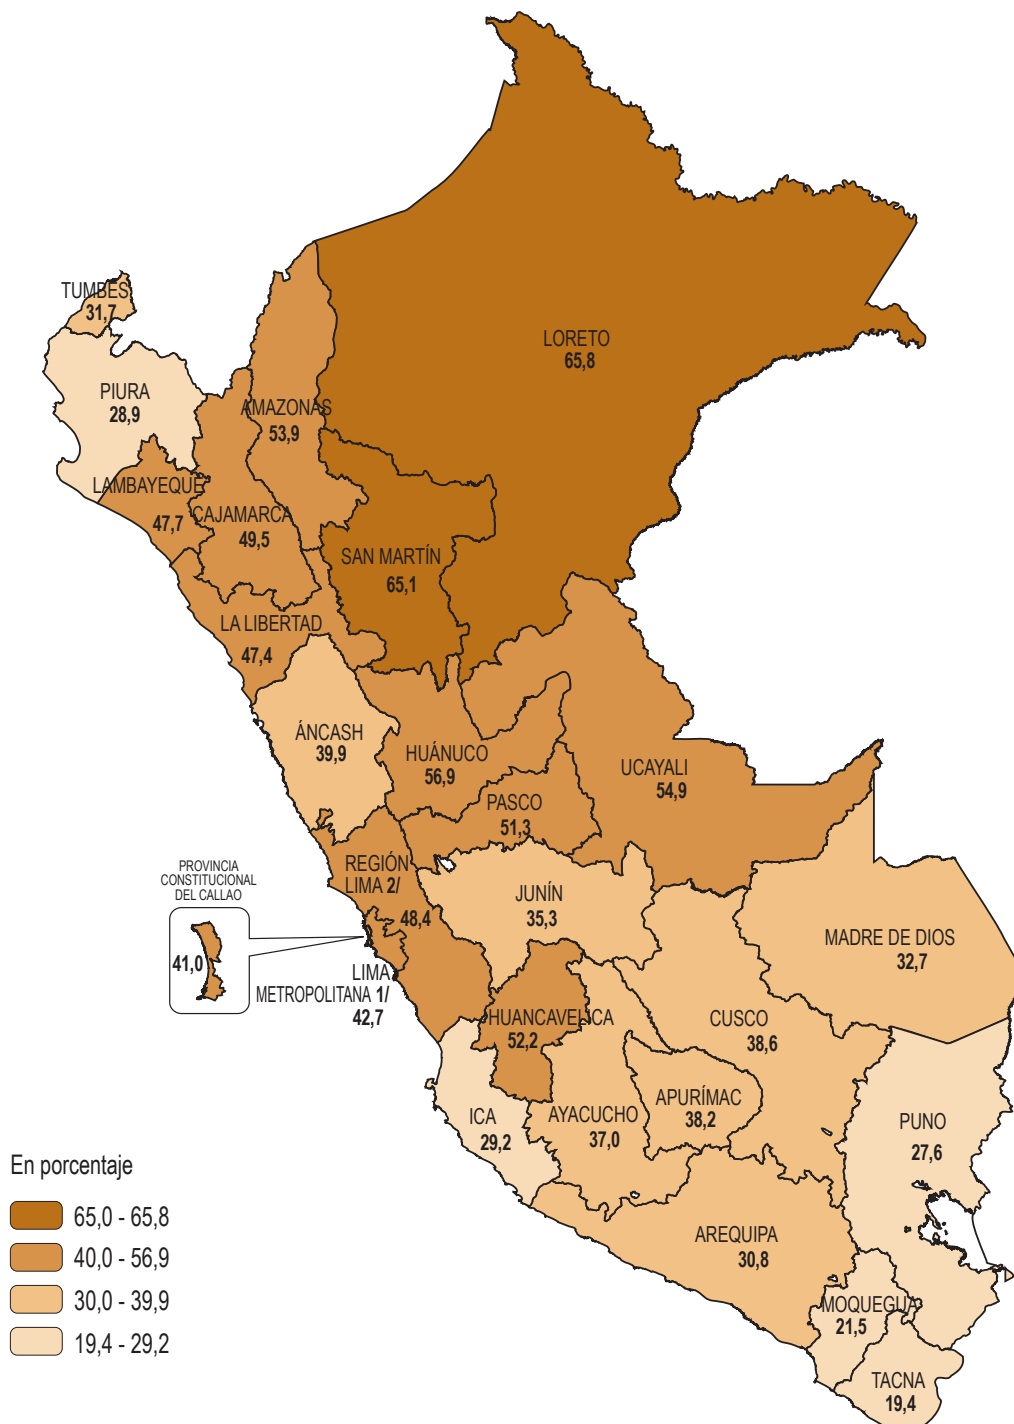 TUMBES
31,7
PIURA
28,9
LORETO
65,8
AMAZONAS
53,9
LAMBAYEQUE
47,7
CAJAMARCA
49,5
SAN MARTÍN
65,1
LA LIBERTAD
47,4
ÁNCASH
39,9
HUÁNUCO
56,9
UCAYALI
54,9
PASCO
51,3
PROVINCIA
CONSTITUCIONAL
DEL CALLAO
41,0
REGIÓN
LIMA 2/
48,4
JUNÍN
35,3
MADRE DE DIOS
32,7
LIMA
METROPOLITANA 1/
42,7
HUANCAVELICA
52,2
CUSCO
38,6
APURÍMAC
38,2
ICA
29,2
AYACUCHO
37,0
PUNO
27,6
AREQUIPA
30,8
MOQUEGUA
21,5
TACNA
19,4
En porcentaje
65,0 - 65,8
40,0 - 56,9
30,0 - 39,9
19,4 - 29,2